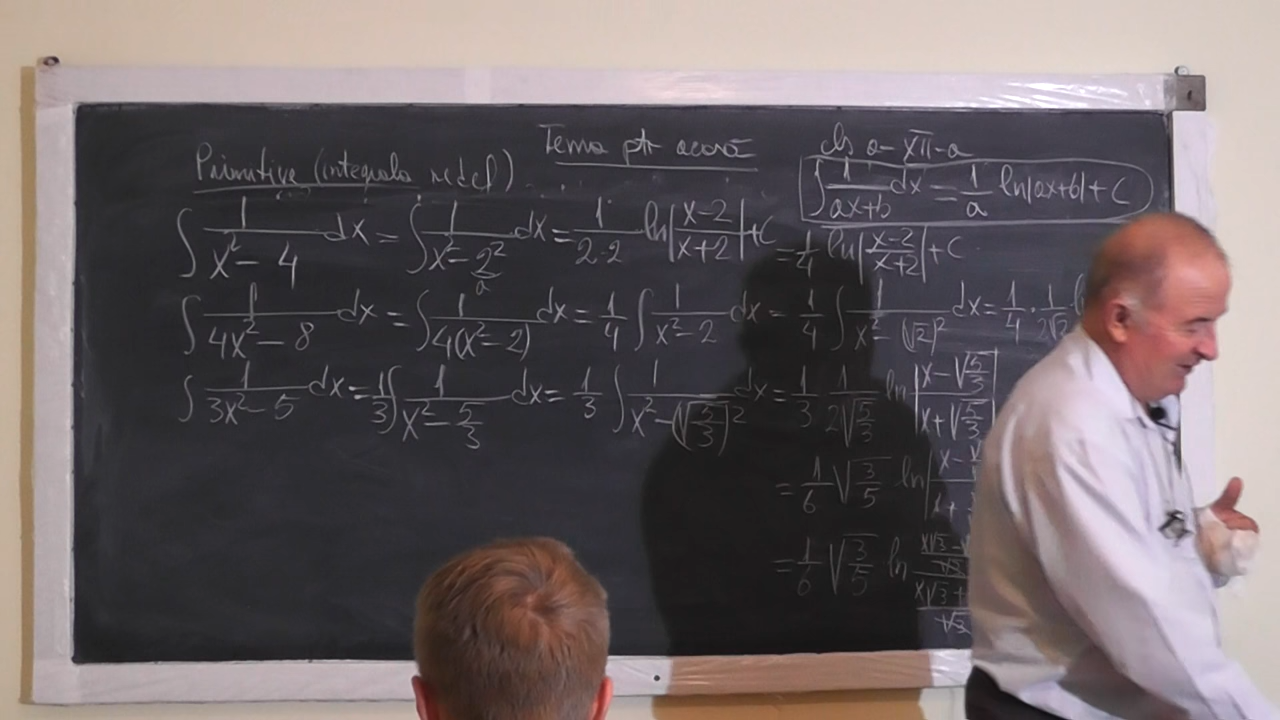 Tema ptr acasă
cls a-XII-a
Primitive (integrala nedef)
∫ 1/(ax+b) dx = 1/a ln|ax+b| + C
∫ 1/(x²-4) dx = ∫ 1/(x²-2²) dx = 1/(2·2) ln|(x-2)/(x+2)| + C = 1/4 ln|(x-2)/(x+2)| + C
a
∫ 1/(4x²-8) dx = ∫ 1/(4(x²-2)) dx = 1/4 ∫ 1/(x²-2) dx = 1/4 ∫ 1/(x²-(√2)²) dx = 1/4 · 1/(2√2)
∫ 1/(3x²-5) dx = 1/3 ∫ 1/(x²-5/3) dx = 1/3 ∫ 1/(x²-(√(5/3))²) dx = 1/3 · 1/(2√(5/3)) ln|(x-√(5/3))/(x+√(5/3))|
= 1/6 √(3/5) ln|
= 1/6 √(3/5) ln